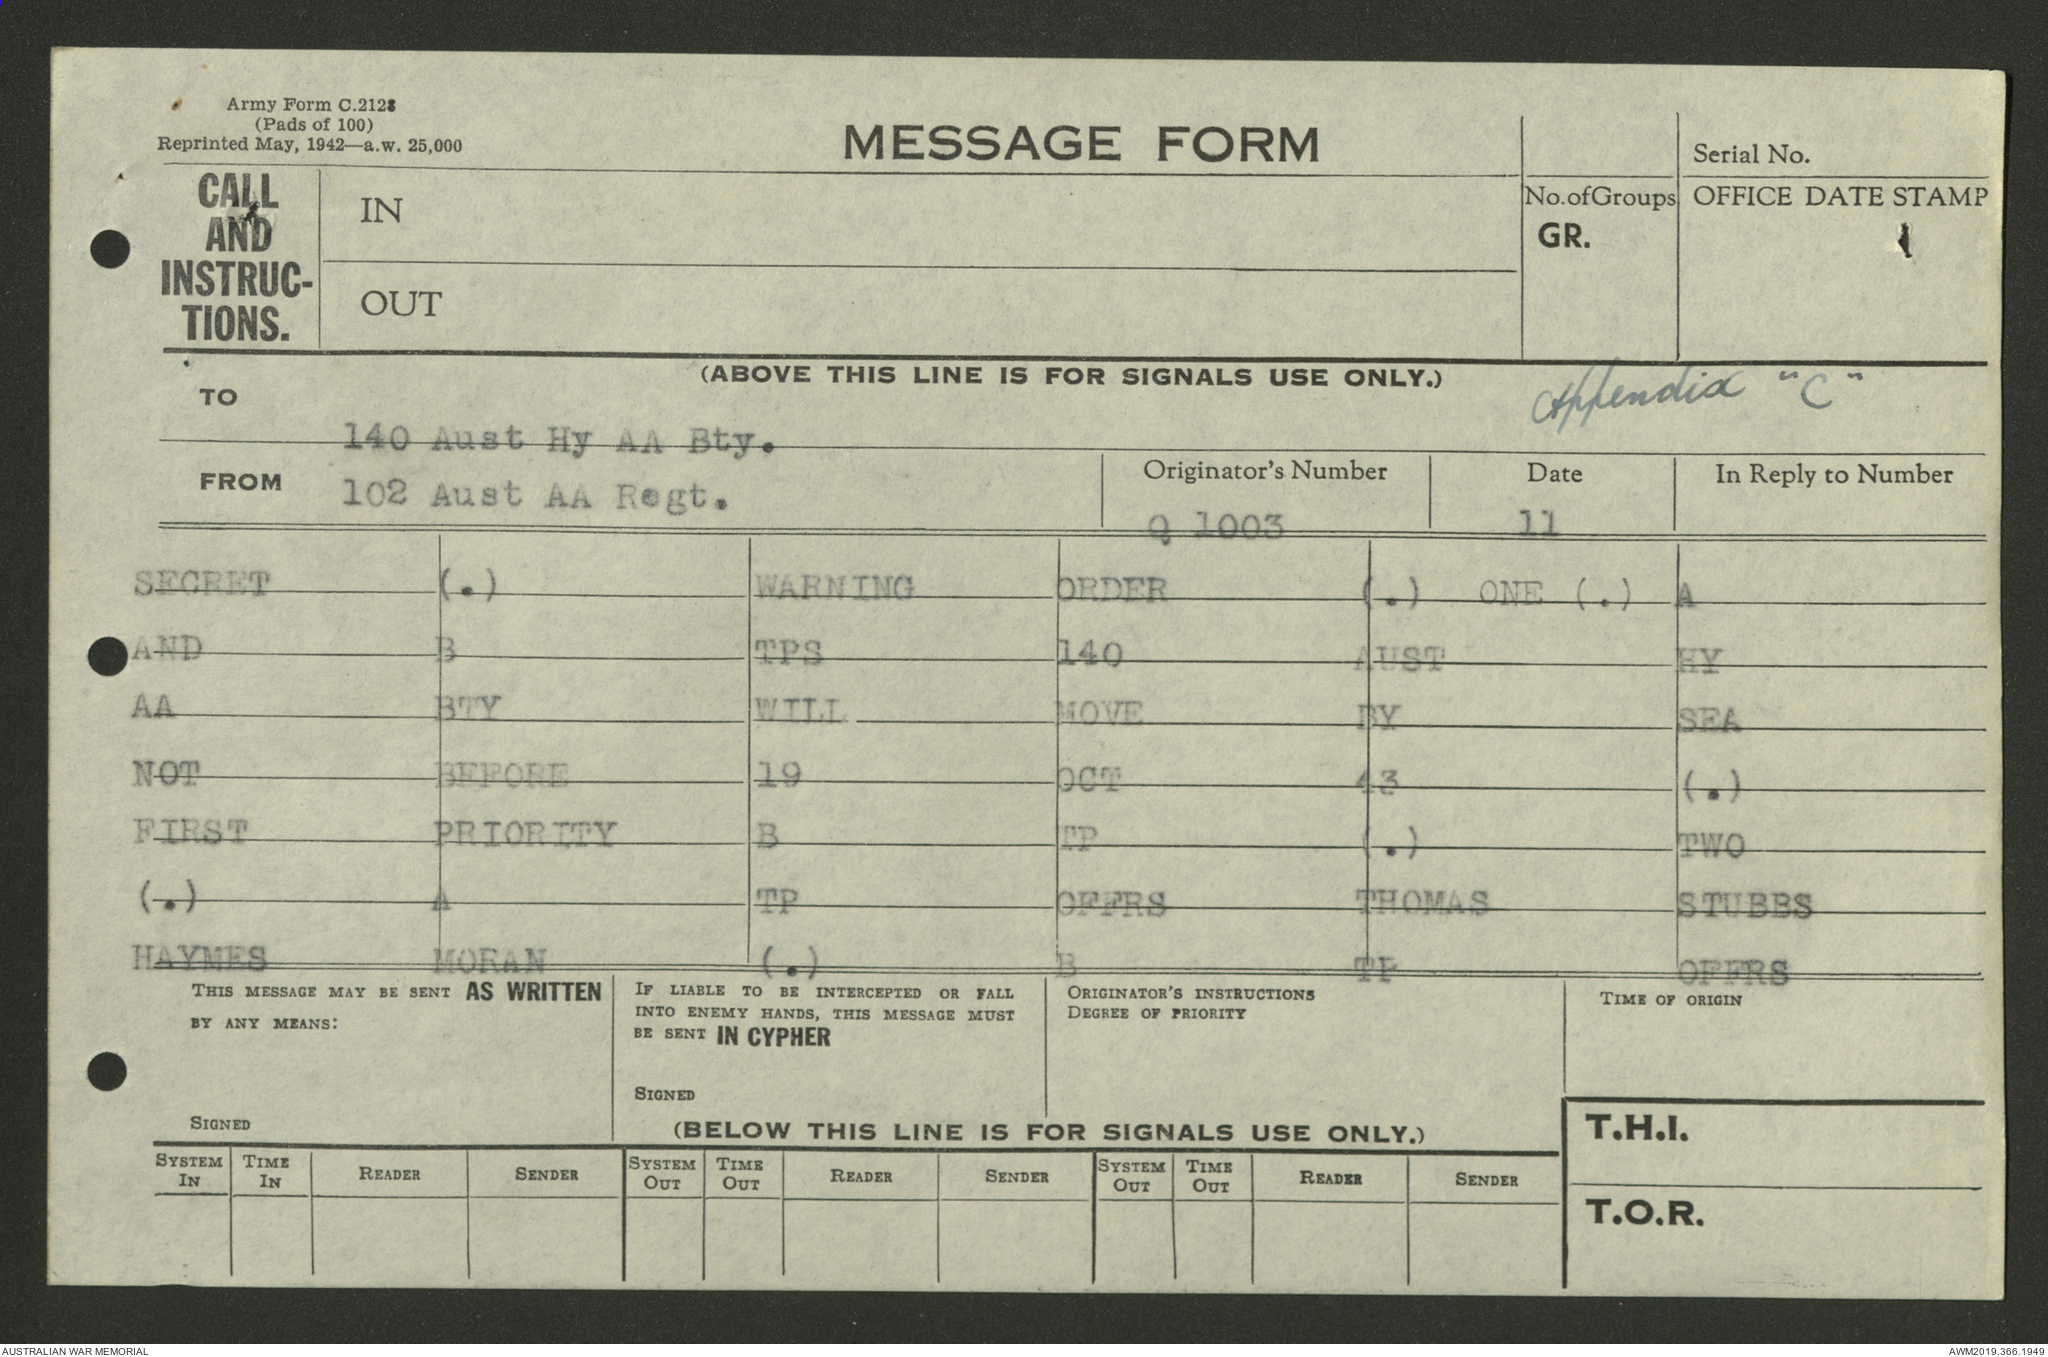 Army Form C.2128
(Pads of 100)
Reprinted May, 1942—a.w. 25,000
MESSAGE FORM
Serial No.
CALL AND INSTRUC-TIONS.
IN
No.ofGroups
GR.
OFFICE DATE STAMP
OUT
(ABOVE THIS LINE IS FOR SIGNALS USE ONLY.)
Appendix "C"
TO
140 Aust Hy AA Bty.
FROM
102 Aust AA Regt.
Originator's Number
Q 1003
Date
11
In Reply to Number
SECRET (.) WARNING ORDER (.) ONE (.) A
AND B TPS 140 AUST HY
AA BTY WILL MOVE BY SEA
NOT BEFORE 19 OCT 43 (.)
FIRST PRIORITY B TP (.) TWO
(.) A TP OFFRS THOMAS STUBBS
HAYMES MORAN (.) B TP OFFRS
THIS MESSAGE MAY BE SENT AS WRITTEN
BY ANY MEANS:
SIGNED
IF LIABLE TO BE INTERCEPTED OR FALL
INTO ENEMY HANDS, THIS MESSAGE MUST
BE SENT IN CYPHER
SIGNED
ORIGINATOR'S INSTRUCTIONS
DEGREE OF PRIORITY
TIME OF ORIGIN
(BELOW THIS LINE IS FOR SIGNALS USE ONLY.)
T.H.I.
T.O.R.
SYSTEM IN TIME IN READER SENDER SYSTEM OUT TIME OUT READER SENDER SYSTEM OUT TIME OUT READER SENDER
AUSTRALIAN WAR MEMORIAL
AWM2019.366.1949